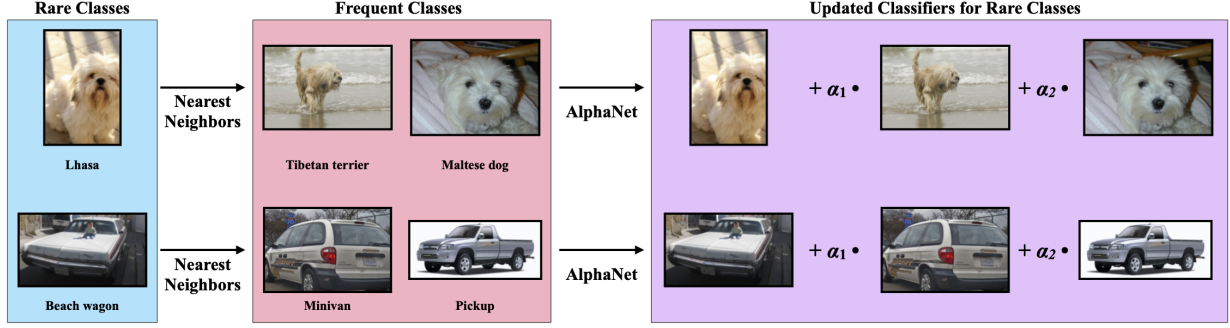 Rare Classes
Frequent Classes
Updated Classifiers for Rare Classes
Nearest
Neighbors
AlphaNet
+ α1 •
+ α2 •
Lhasa
Tibetan terrier
Maltese dog
Nearest
Neighbors
AlphaNet
+ α1 •
+ α2 •
Beach wagon
Minivan
Pickup